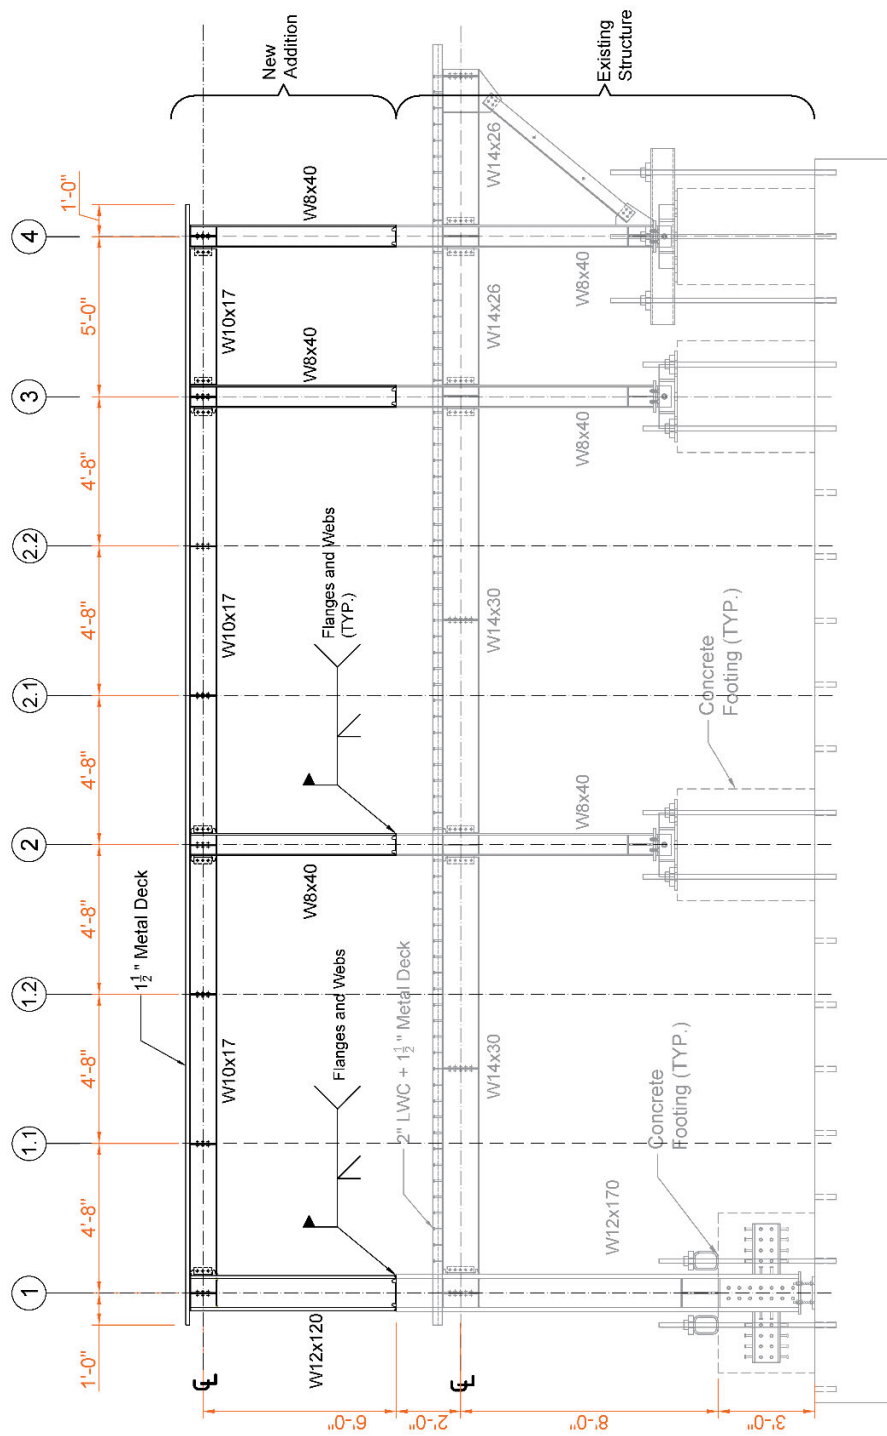 1
1.1
1.2
2
2.1
2.2
3
4
1'-0"
4'-8"
4'-8"
4'-8"
4'-8"
4'-8"
4'-8"
5'-0"
1'-0"
1½" Metal Deck
W10x17
W10x17
W10x17
New
Addition
W12x120
W8x40
W8x40
W8x40
Flanges and Webs
Flanges and Webs
(TYP.)
CL
6'-0"
2'-0"
8'-0"
3'-0"
CL
2" LWC + 1½" Metal Deck
W14x30
W14x30
W14x26
W14x26
Existing
Structure
W12x170
W8x40
W8x40
W8x40
Concrete
Footing (TYP.)
Concrete
Footing (TYP.)